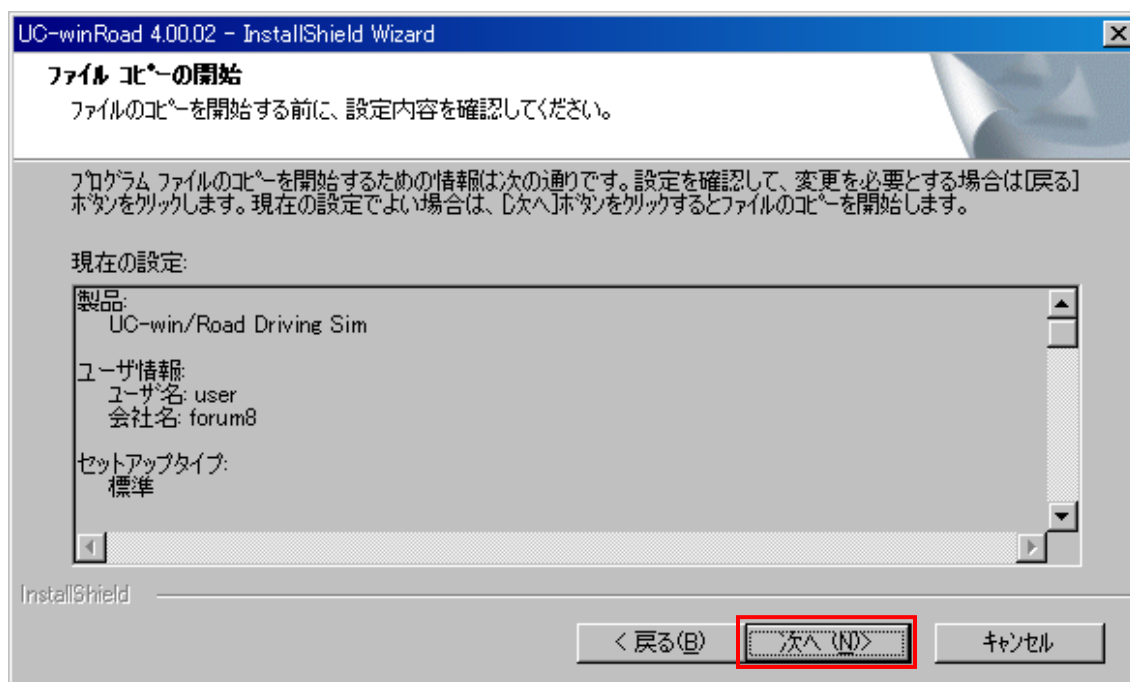 UC-winRoad 4.00.02 - InstallShield Wizard
ファイル コピーの開始
ファイルのコピーを開始する前に、設定内容を確認してください。
プログラム ファイルのコピーを開始するための情報は次の通りです。設定を確認して、変更を必要とする場合は[戻る]
ボタンをクリックします。現在の設定でよい場合は、[次へ]ボタンをクリックするとファイルのコピーを開始します。
現在の設定:
製品:
UC-win/Road Driving Sim
ユーザ情報:
ユーザ名: user
会社名: forum8
セットアップタイプ:
標準
InstallShield
< 戻る(B)
次へ (N)>
キャンセル